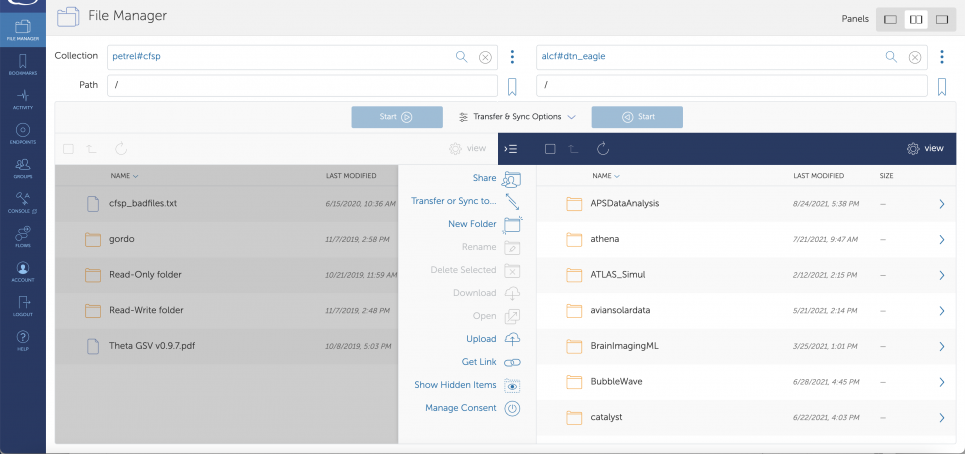 File Manager
Panels
FILE MANAGER
BOOKMARKS
ACTIVITY
ENDPOINTS
GROUPS
CONSOLE
FLOWS
ACCOUNT
LOGOUT
HELP
Collection petrel#cfsp alcf#dtn_eagle
Path / /
Start Transfer & Sync Options Start
view view
NAME LAST MODIFIED
cfsp_badfiles.txt 6/15/2020, 10:36 AM
gordo 11/7/2019, 2:58 PM
Read-Only folder 10/21/2019, 11:59 AM
Read-Write folder 11/7/2019, 2:48 PM
Theta GSV v0.9.7.pdf 10/8/2019, 5:03 PM
Share
Transfer or Sync to...
New Folder
Rename
Delete Selected
Download
Open
Upload
Get Link
Show Hidden Items
Manage Consent
NAME LAST MODIFIED SIZE
APSDataAnalysis 8/24/2021, 5:38 PM —
athena 7/21/2021, 9:47 AM —
ATLAS_Simul 2/12/2021, 2:15 PM —
aviansolardata 5/21/2021, 2:14 PM —
BrainImagingML 3/25/2021, 1:01 PM —
BubbleWave 6/28/2021, 4:45 PM —
catalyst 6/22/2021, 4:03 PM —